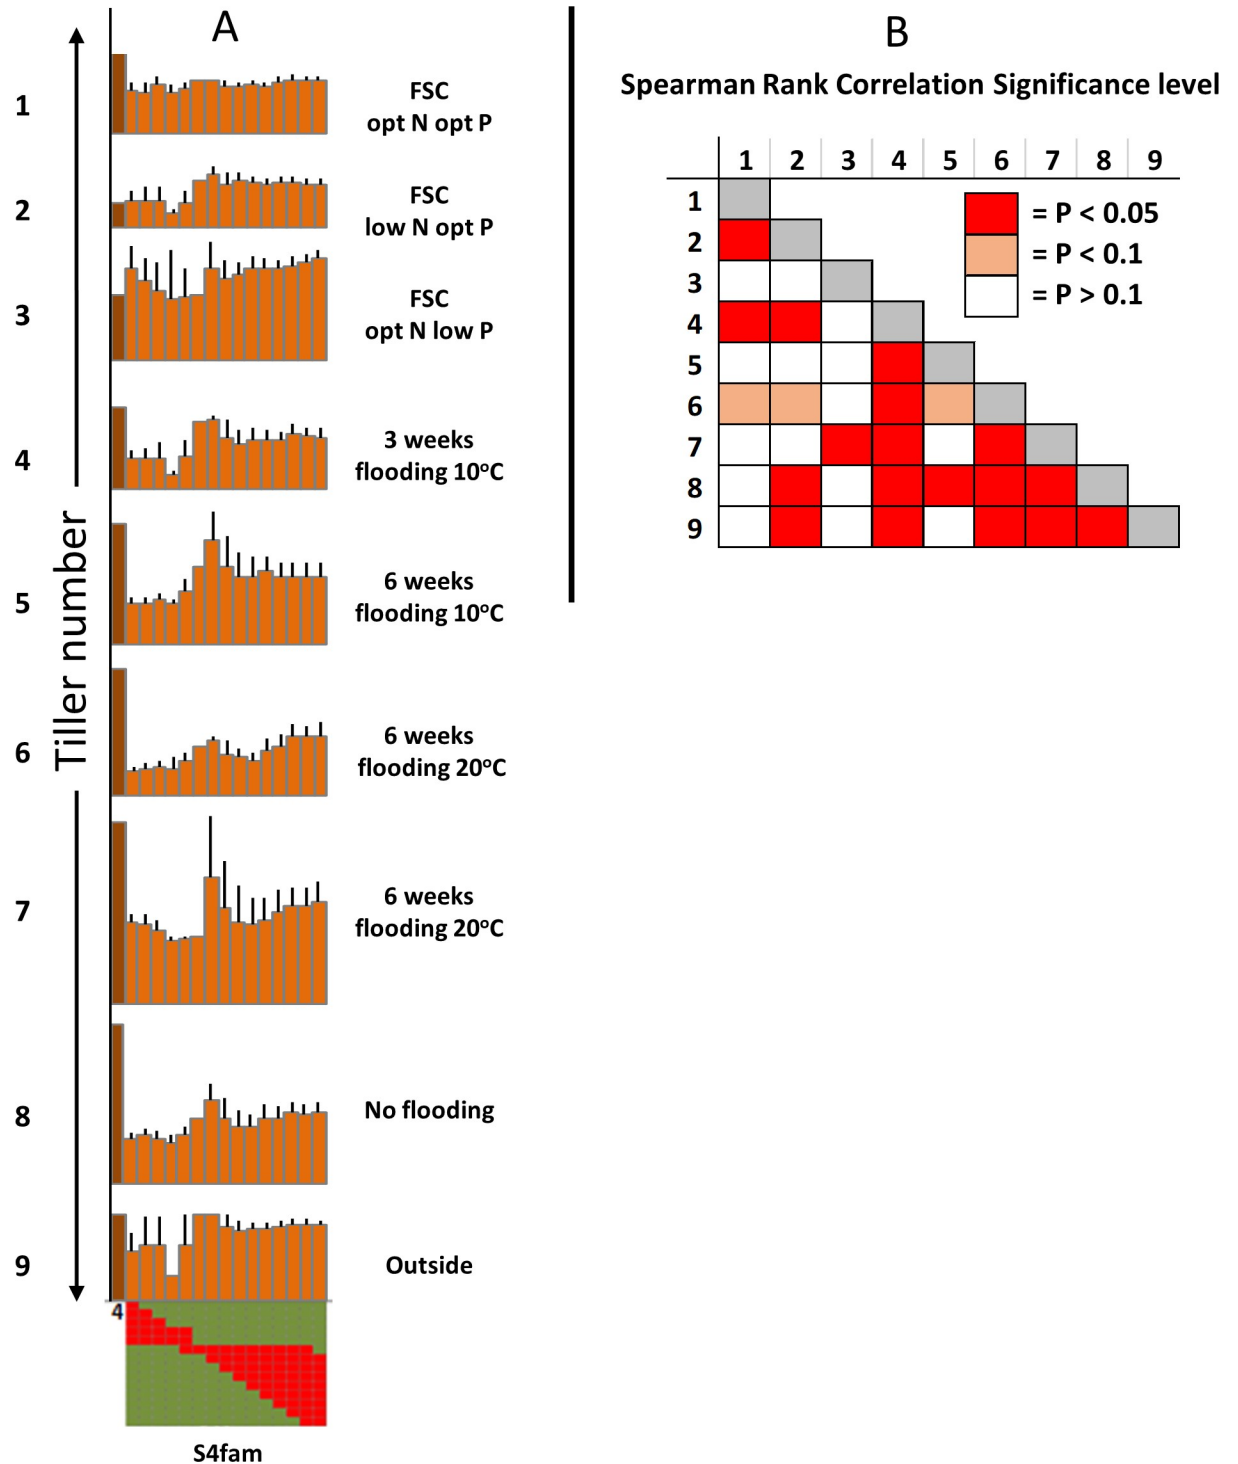 A
1
FSC
opt N opt P
2
FSC
low N opt P
3
FSC
opt N low P
4
3 weeks
flooding 10°C
5
6 weeks
flooding 10°C
6
6 weeks
flooding 20°C
7
6 weeks
flooding 20°C
8
No flooding
9
Outside
Tiller number
4
S4fam
B
Spearman Rank Correlation Significance level
1 2 3 4 5 6 7 8 9
1
2
3
4
5
6
7
8
9
= P < 0.05
= P < 0.1
= P > 0.1